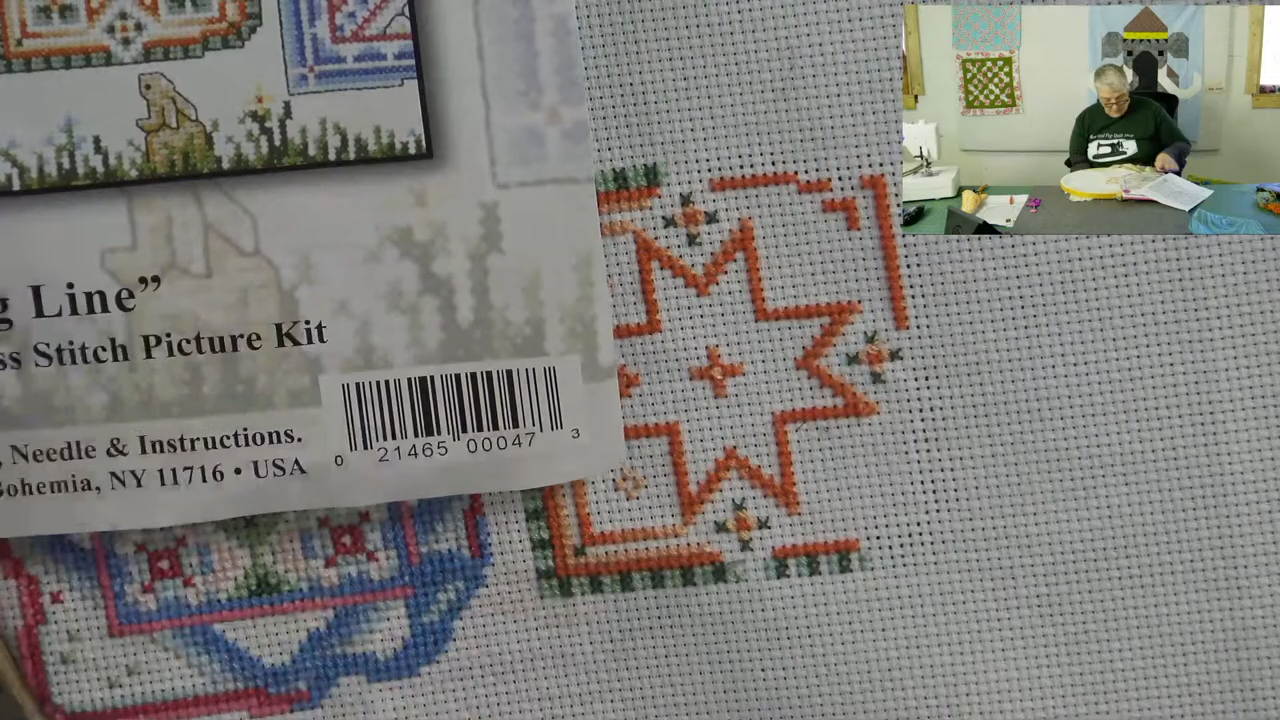 g Line”
ss Stitch Picture Kit
, Needle & Instructions.
Bohemia, NY 11716 • USA
0 21465 00047 3